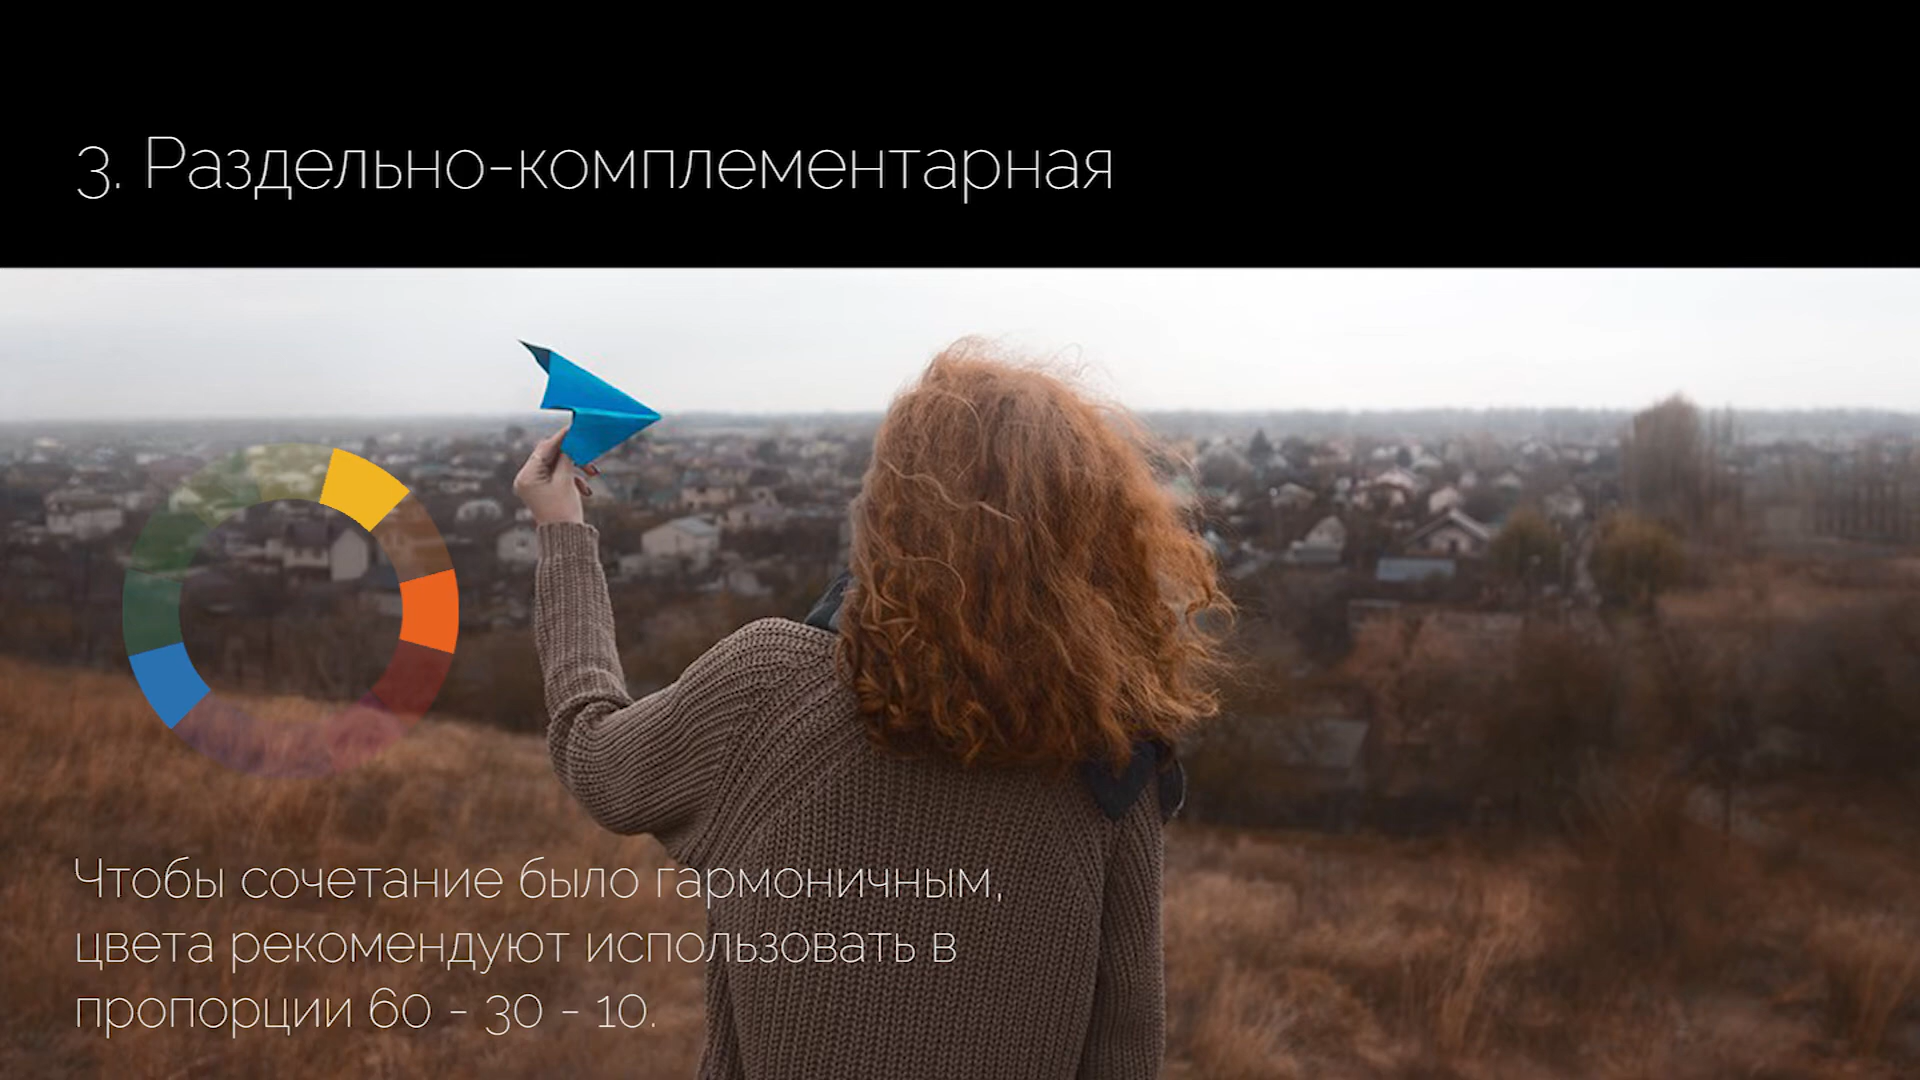 3. Раздельно-комплементарная
Чтобы сочетание было гармоничным,
цвета рекомендуют использовать в
пропорции 60 - 30 - 10.